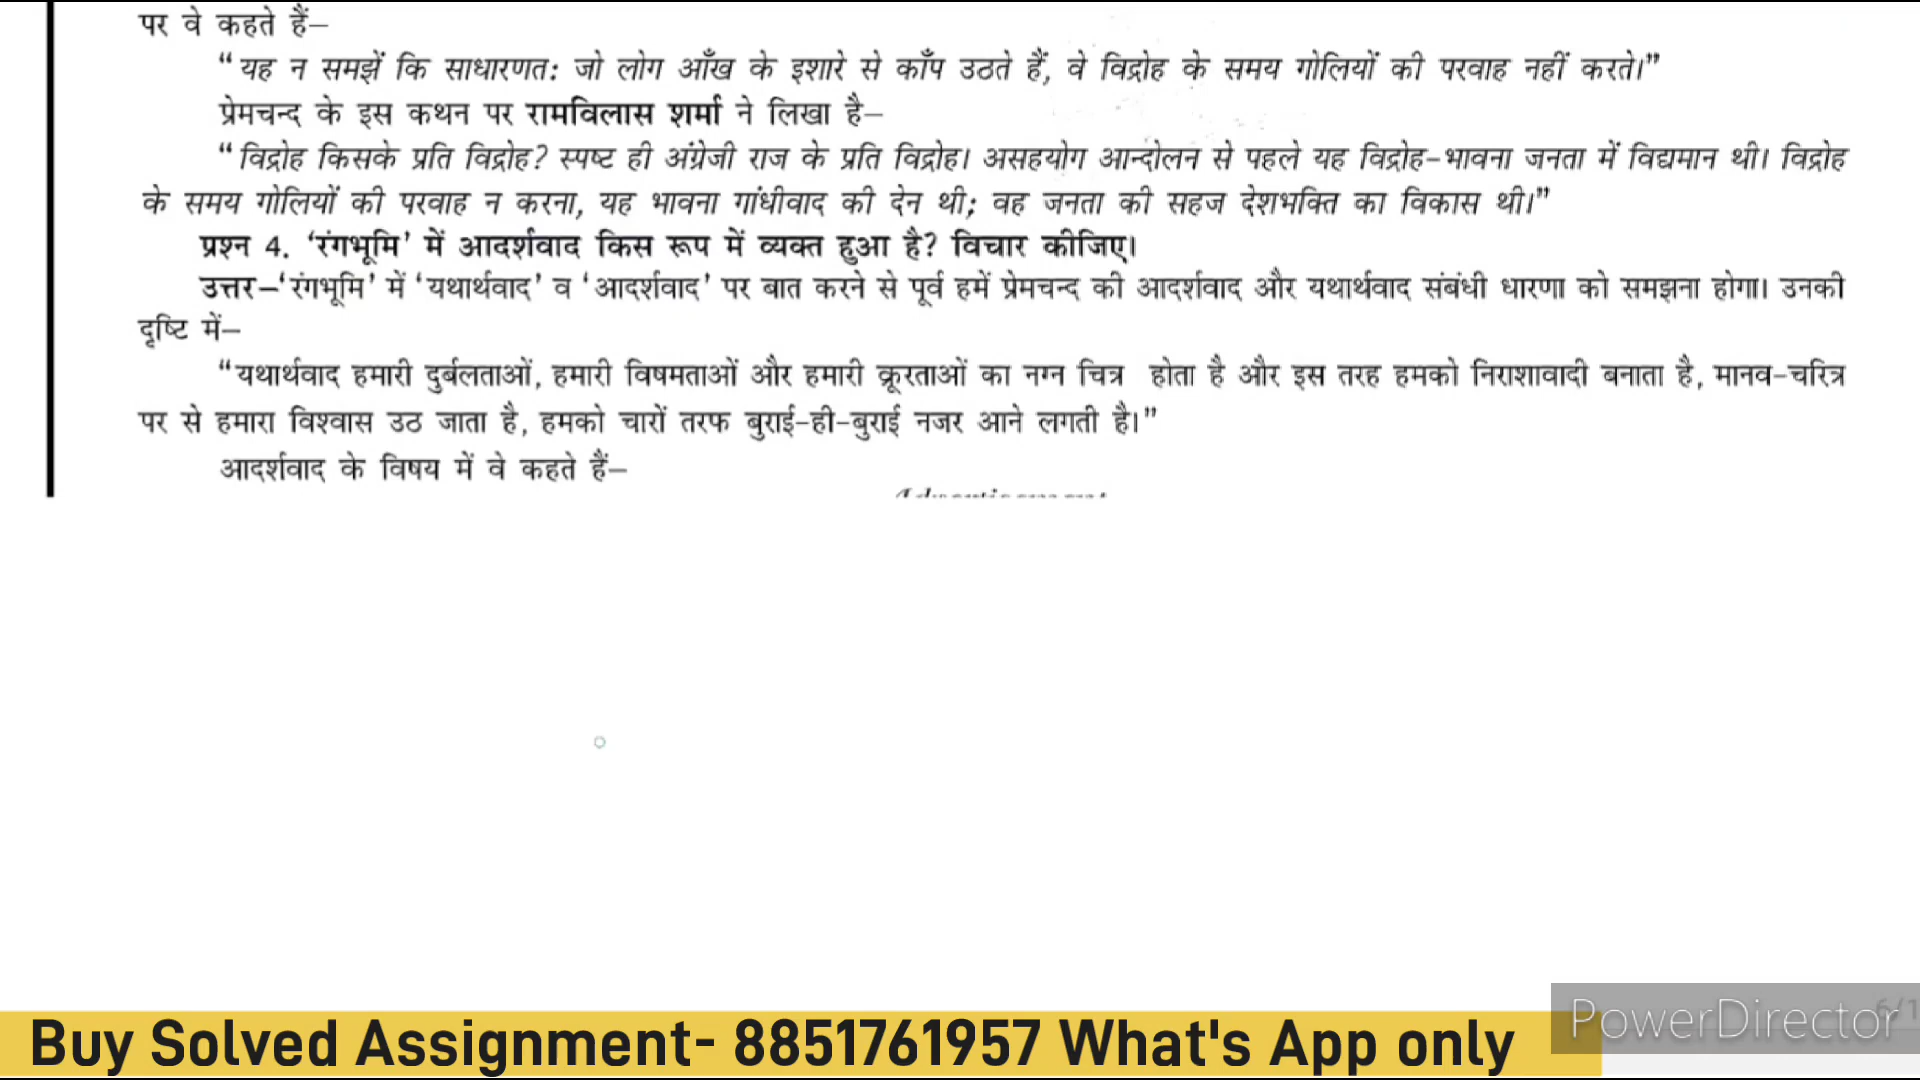 पर वे कहते हैं–
“यह न समझें कि साधारणत: जो लोग आँख के इशारे से काँप उठते हैं, वे विद्रोह के समय गोलियों की परवाह नहीं करते।”
प्रेमचन्द के इस कथन पर रामविलास शर्मा ने लिखा है–
“विद्रोह किसके प्रति विद्रोह? स्पष्ट ही अंग्रेजी राज के प्रति विद्रोह। असहयोग आन्दोलन से पहले यह विद्रोह-भावना जनता में विद्यमान थी। विद्रोह
के समय गोलियों की परवाह न करना, यह भावना गांधीवाद की देन थी; वह जनता की सहज देशभक्ति का विकास थी।”
प्रश्न 4. ‘रंगभूमि’ में आदर्शवाद किस रूप में व्यक्त हुआ है? विचार कीजिए।
उत्तर–‘रंगभूमि’ में ‘यथार्थवाद’ व ‘आदर्शवाद’ पर बात करने से पूर्व हमें प्रेमचन्द की आदर्शवाद और यथार्थवाद संबंधी धारणा को समझना होगा। उनकी
दृष्टि में–
“यथार्थवाद हमारी दुर्बलताओं, हमारी विषमताओं और हमारी क्रूरताओं का नग्न चित्र होता है और इस तरह हमको निराशावादी बनाता है, मानव-चरित्र
पर से हमारा विश्वास उठ जाता है, हमको चारों तरफ बुराई-ही-बुराई नजर आने लगती है।”
आदर्शवाद के विषय में वे कहते हैं–
PowerDirector
Buy Solved Assignment- 8851761957 What's App only